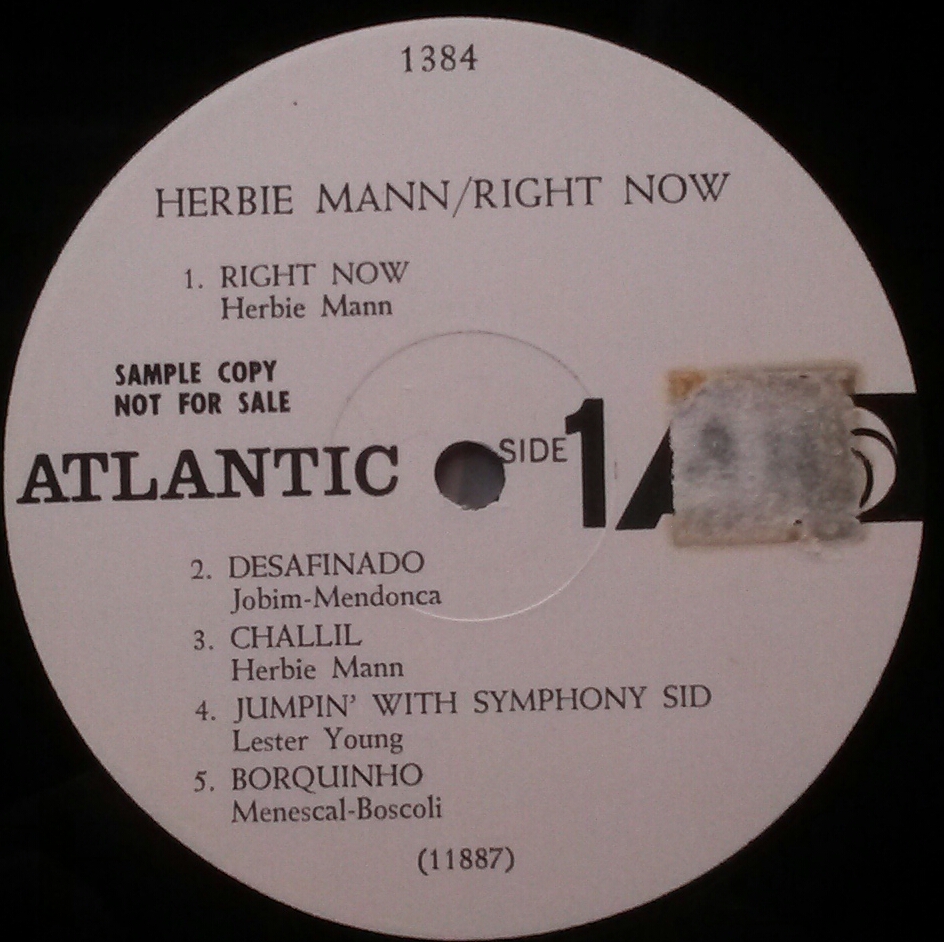 1384
HERBIE MANN/RIGHT NOW
1. RIGHT NOW
Herbie Mann
SAMPLE COPY
NOT FOR SALE
ATLANTIC
SIDE 1
2. DESAFINADO
Jobim-Mendonca
3. CHALLIL
Herbie Mann
4. JUMPIN' WITH SYMPHONY SID
Lester Young
5. BORQUINHO
Menescal-Boscoli
(11887)